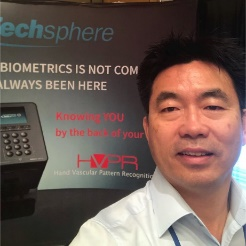 Techsphere
BIOMETRICS IS NOT COM
ALWAYS BEEN HERE
Knowing YOU
by the back of your
HVPR
Hand Vascular Pattern Recognition